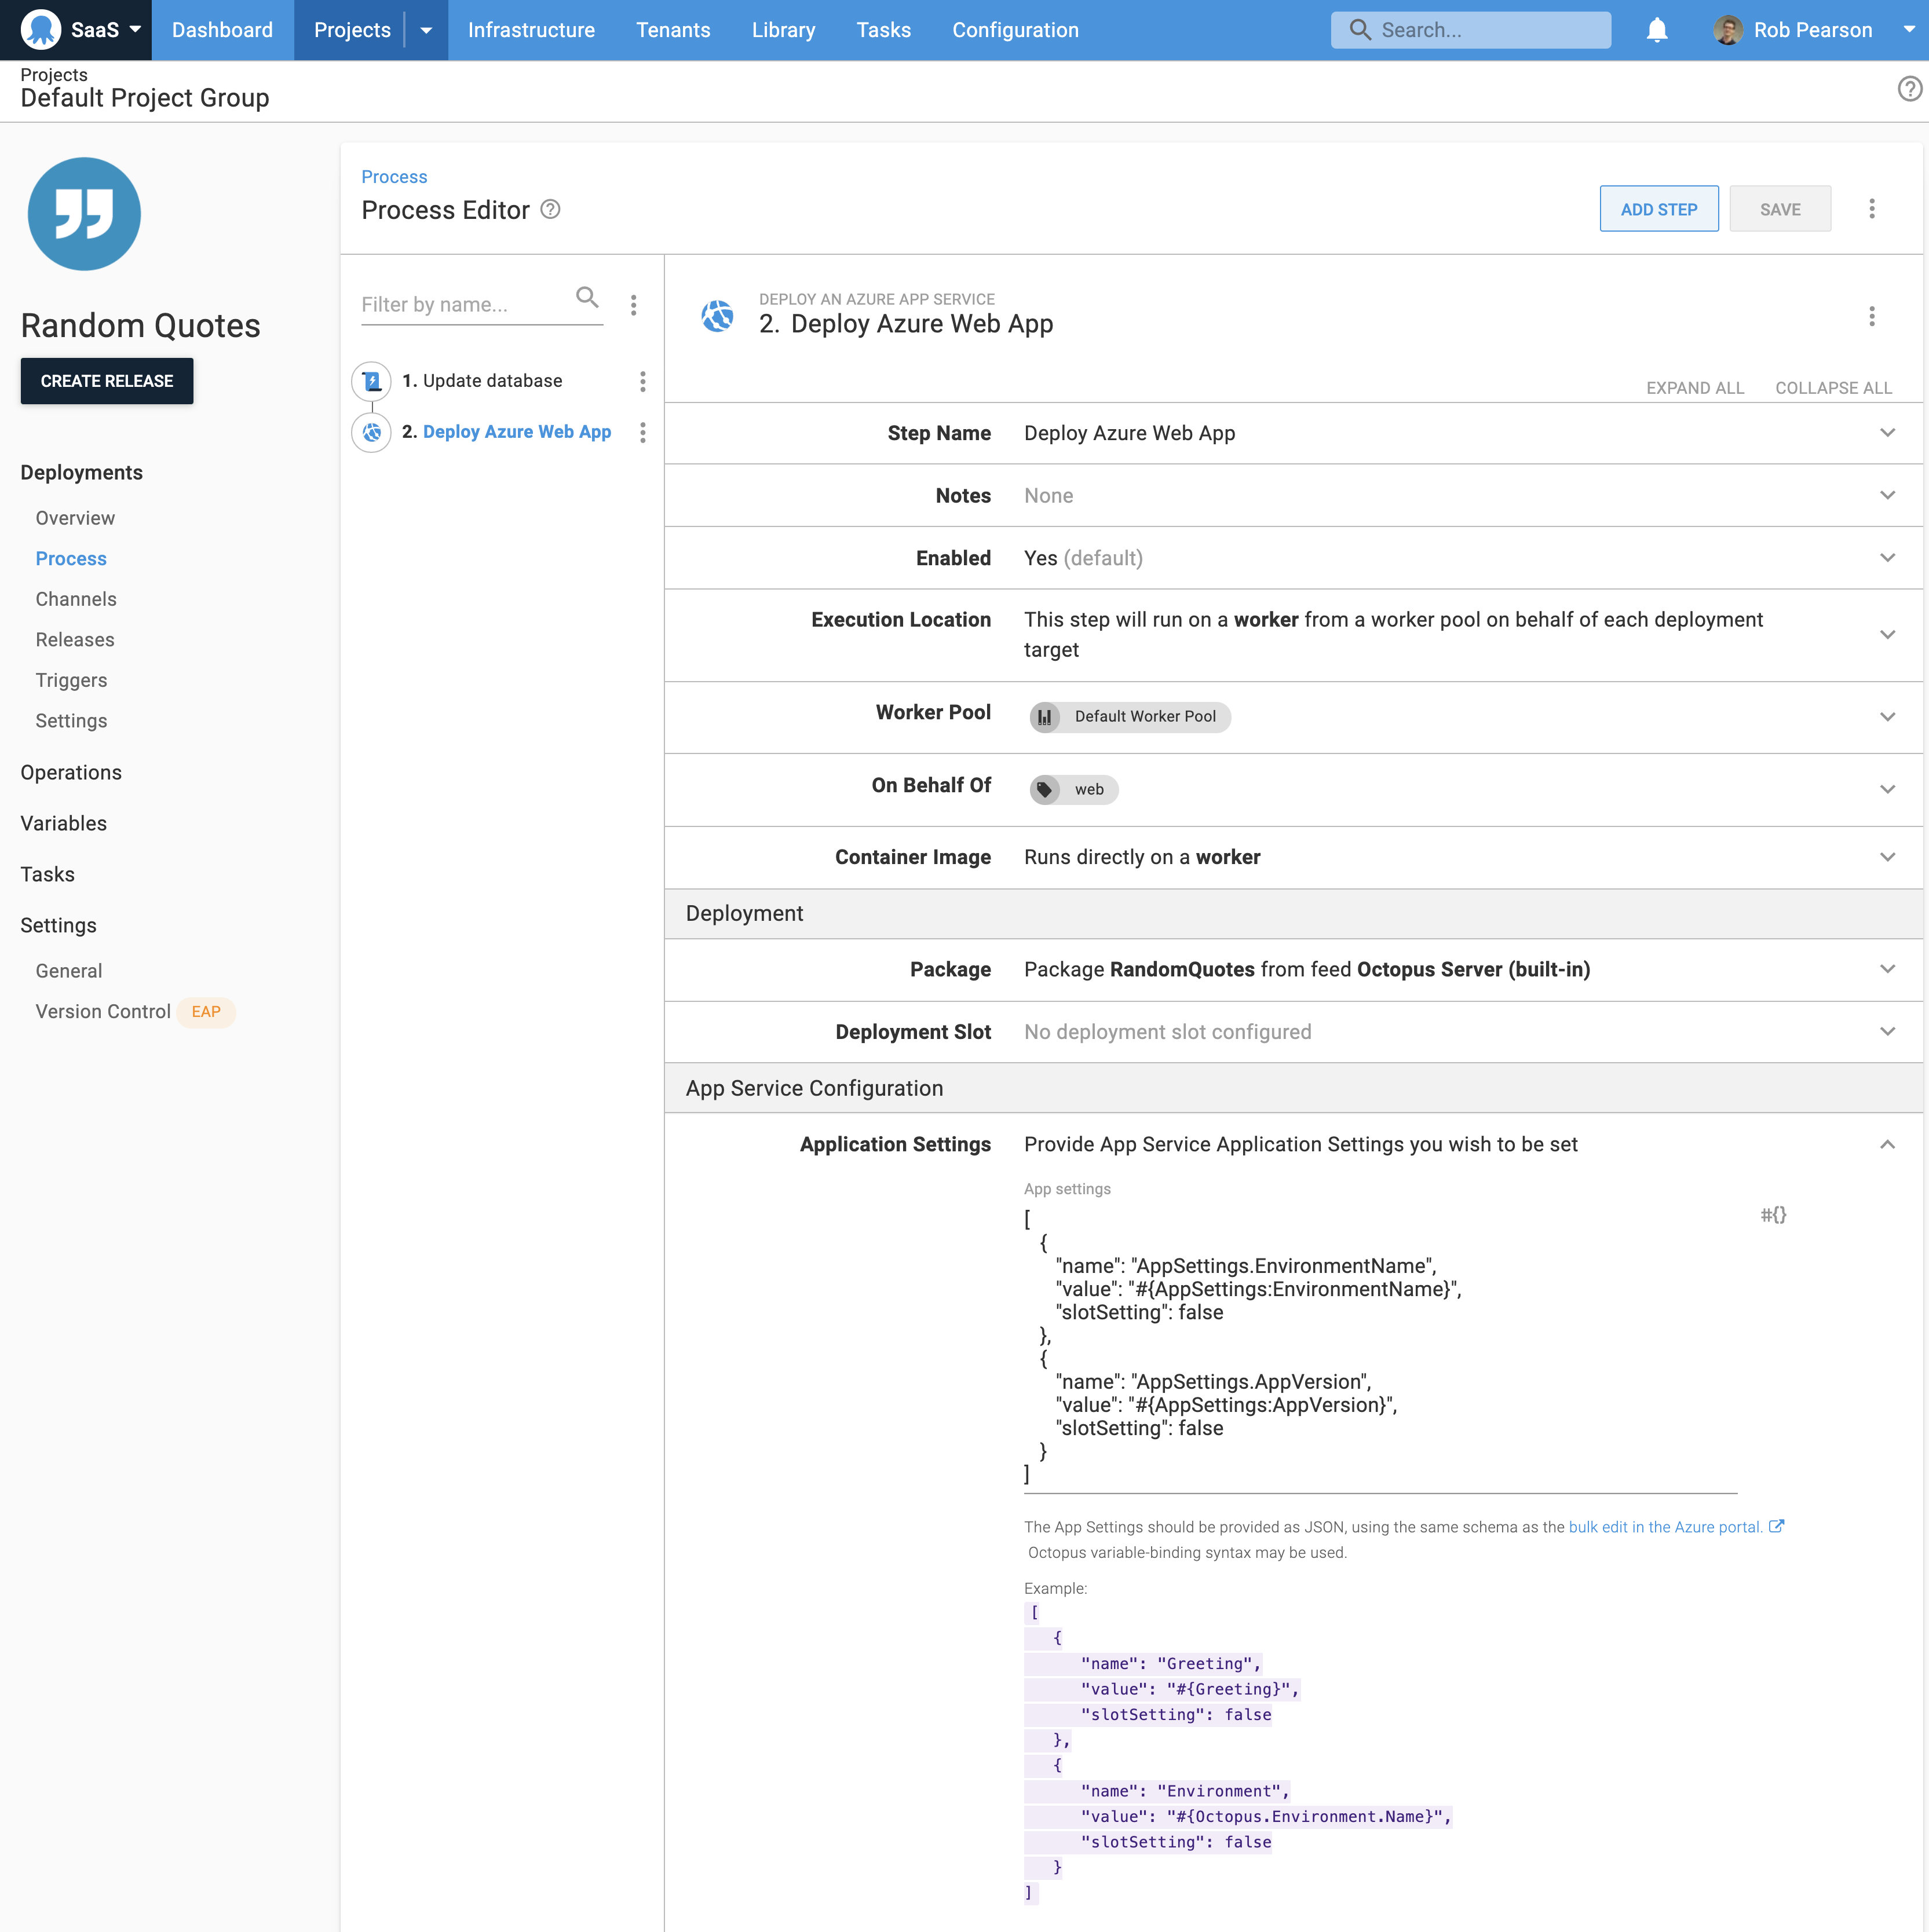 SaaS
Dashboard
Projects
Infrastructure
Tenants
Library
Tasks
Configuration
Search...
Rob Pearson
Projects
Default Project Group
Random Quotes
CREATE RELEASE
Deployments
Overview
Process
Channels
Releases
Triggers
Settings
Operations
Variables
Tasks
Settings
General
Version Control EAP
Process
Process Editor
ADD STEP
SAVE
Filter by name...
1. Update database
2. Deploy Azure Web App
DEPLOY AN AZURE APP SERVICE
2. Deploy Azure Web App
EXPAND ALL
COLLAPSE ALL
Step Name Deploy Azure Web App
Notes None
Enabled Yes (default)
Execution Location This step will run on a worker from a worker pool on behalf of each deployment
target
Worker Pool Default Worker Pool
On Behalf Of web
Container Image Runs directly on a worker
Deployment
Package Package RandomQuotes from feed Octopus Server (built-in)
Deployment Slot No deployment slot configured
App Service Configuration
Application Settings Provide App Service Application Settings you wish to be set
App settings
#{}
[
{
"name": "AppSettings.EnvironmentName",
"value": "#{AppSettings:EnvironmentName}",
"slotSetting": false
},
{
"name": "AppSettings.AppVersion",
"value": "#{AppSettings:AppVersion}",
"slotSetting": false
}
]
The App Settings should be provided as JSON, using the same schema as the bulk edit in the Azure portal.
Octopus variable-binding syntax may be used.
Example:
[
{
"name": "Greeting",
"value": "#{Greeting}",
"slotSetting": false
},
{
"name": "Environment",
"value": "#{Octopus.Environment.Name}",
"slotSetting": false
}
]